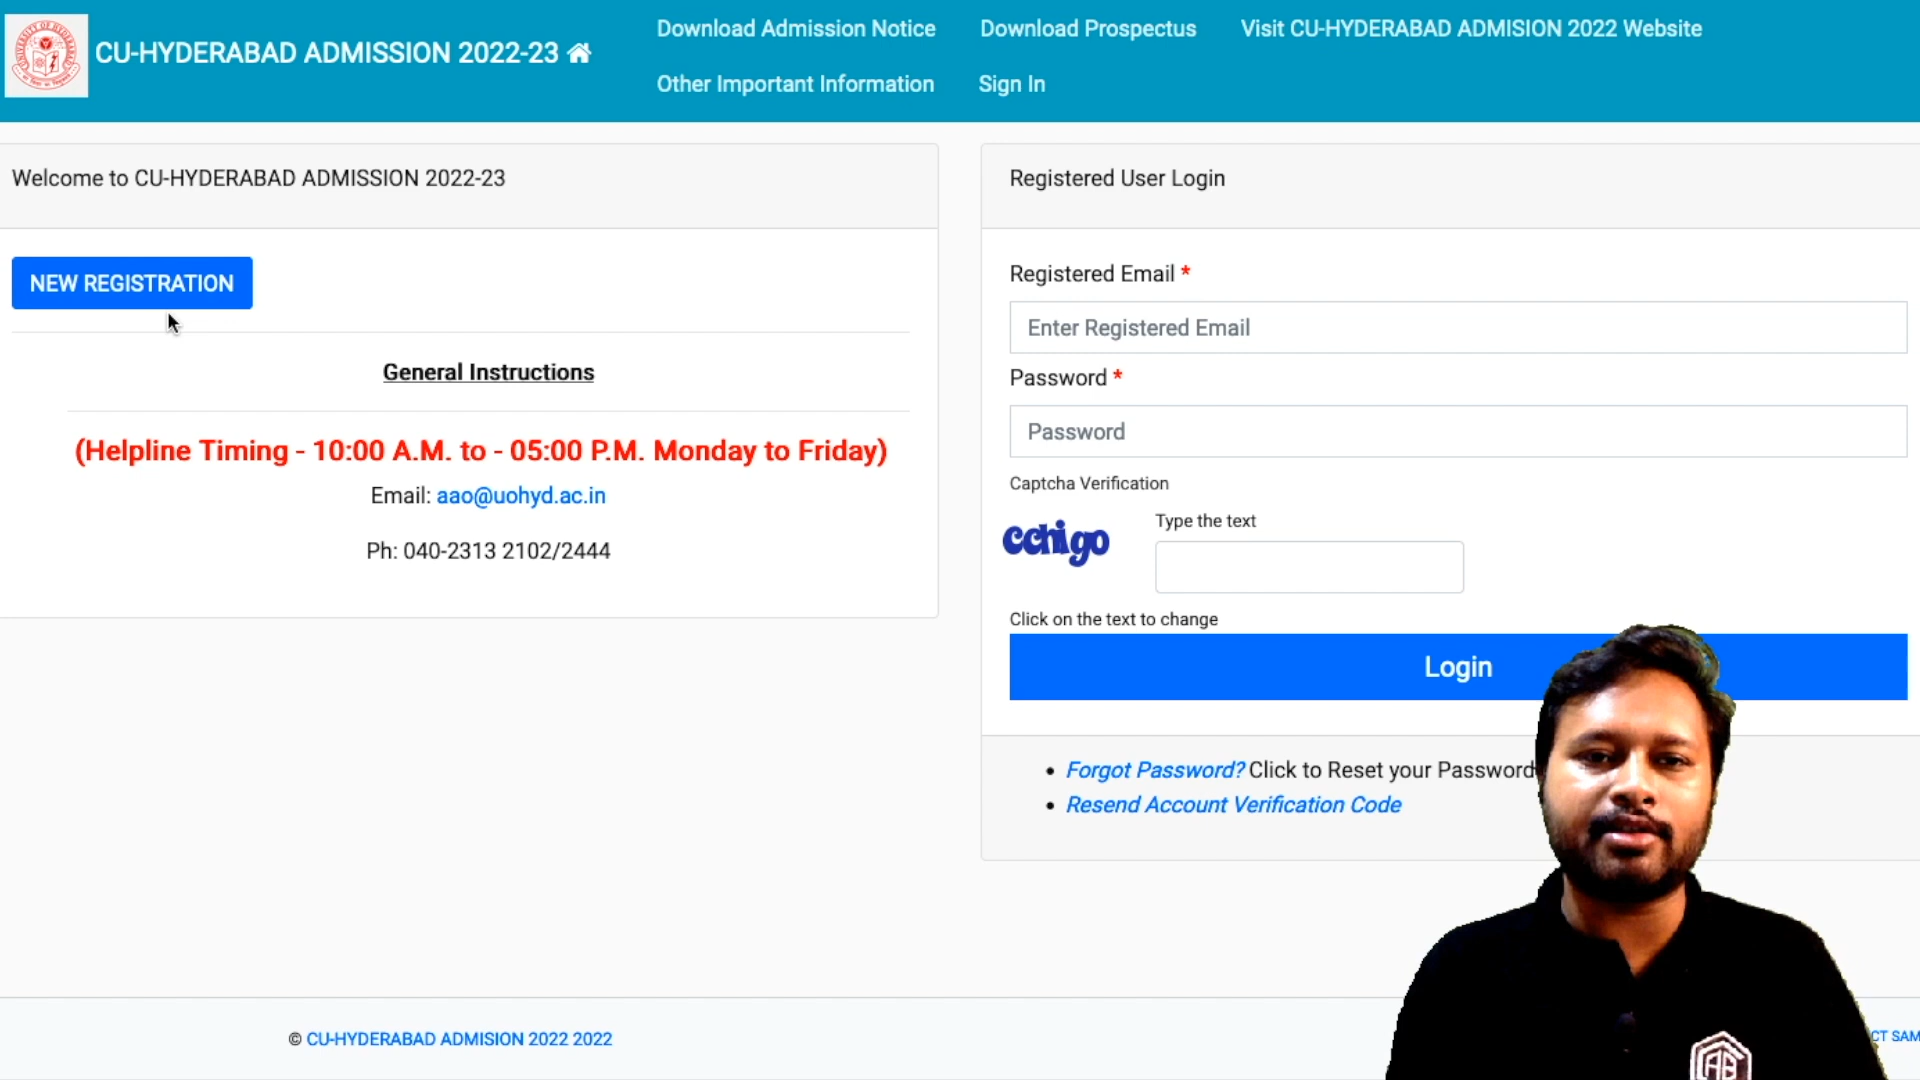 CU-HYDERABAD ADMISSION 2022-23
Download Admission Notice
Download Prospectus
Visit CU-HYDERABAD ADMISION 2022 Website
Other Important Information
Sign In
Welcome to CU-HYDERABAD ADMISSION 2022-23
NEW REGISTRATION
General Instructions
(Helpline Timing - 10:00 A.M. to - 05:00 P.M. Monday to Friday)
Email: aao@uohyd.ac.in
Ph: 040-2313 2102/2444
Registered User Login
Registered Email *
Enter Registered Email
Password *
Password
Captcha Verification
cchigo
Type the text
Click on the text to change
Login
Forgot Password? Click to Reset your Password
Resend Account Verification Code
© CU-HYDERABAD ADMISION 2022 2022
CT SAM